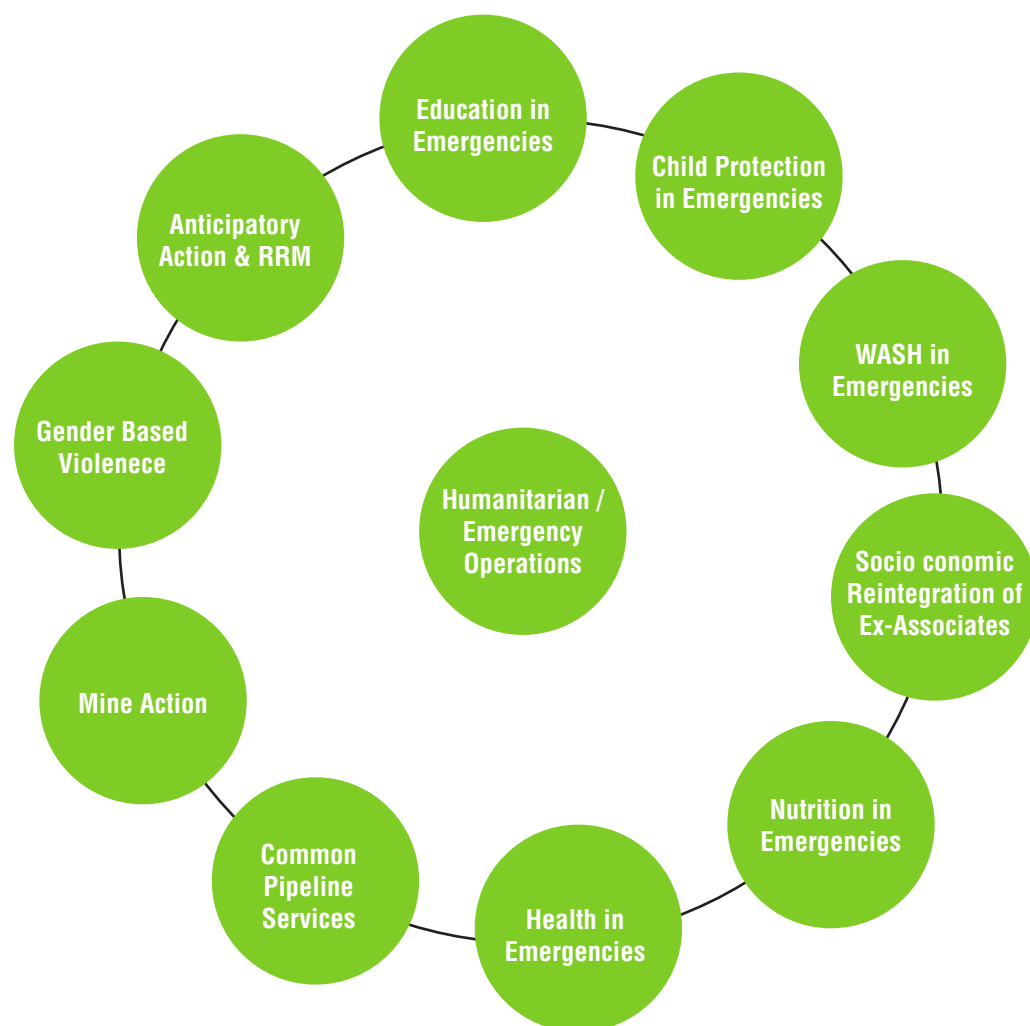 Education in
Emergencies
Child Protection
in Emergencies
Anticipatory
Action & RRM
WASH in
Emergencies
Gender Based
Violenece
Humanitarian /
Emergency
Operations
Socio conomic
Reintegration of
Ex-Associates
Mine Action
Nutrition in
Emergencies
Common
Pipeline
Services
Health in
Emergencies